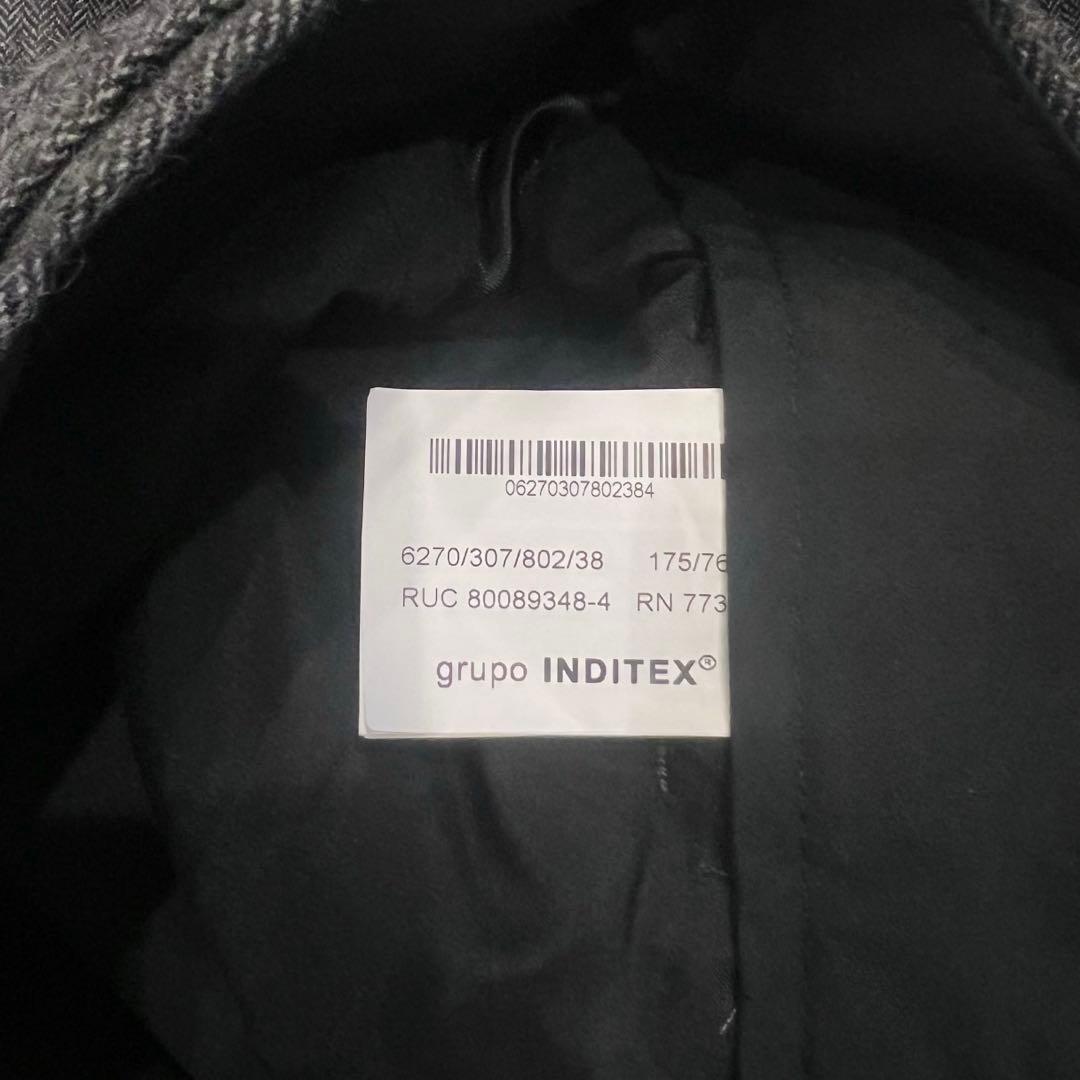 06270307802384
6270/307/802/38 175/76
RUC 80089348-4 RN 773
grupo INDITEX®